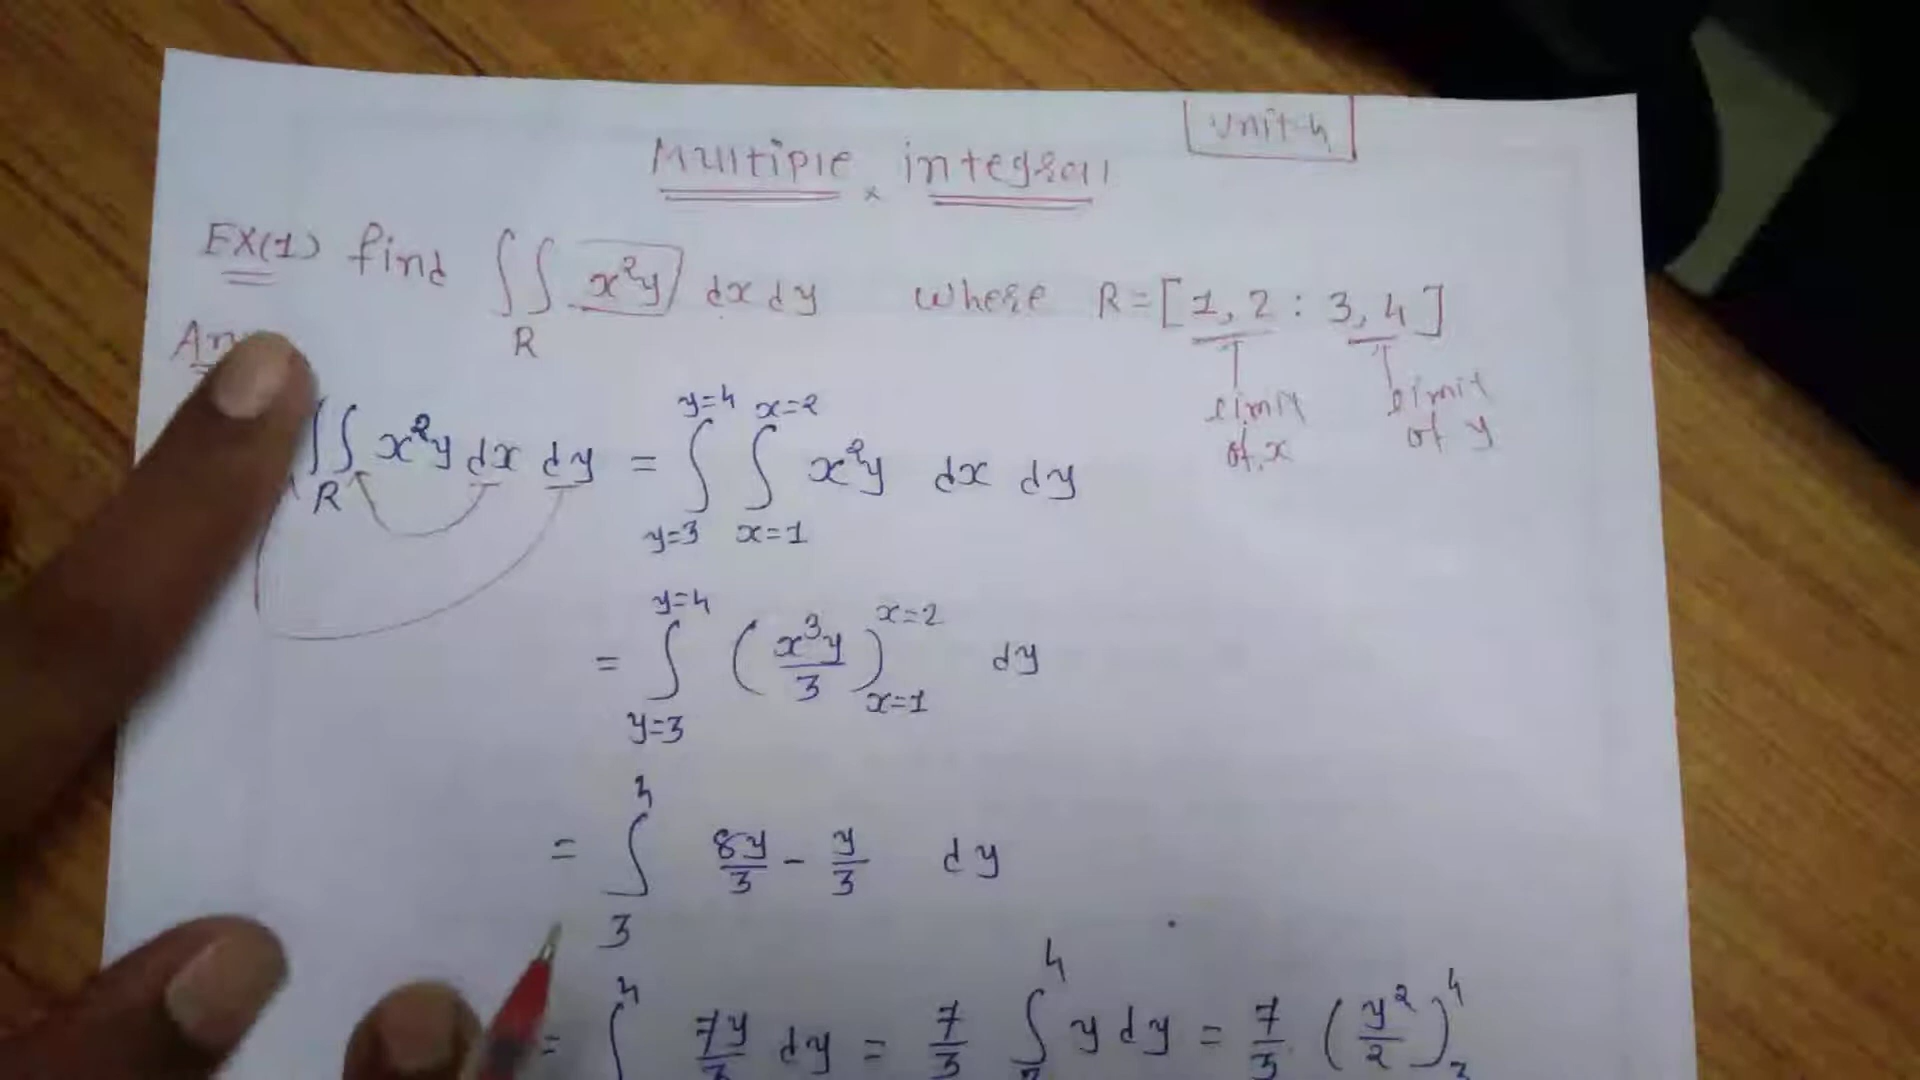 Unit-4
Multiple integral
EX(1) find ∬_R x²y dx dy where R = [1, 2 : 3, 4]
limit of x
limit of y
∬_R x²y dx dy = ∫_{y=3}^{y=4} ∫_{x=1}^{x=2} x²y dx dy
= ∫_{y=3}^{y=4} (x³y/3)_{x=1}^{x=2} dy
= ∫_3^4 8y/3 - y/3 dy
= ∫^4 7y/3 dy = 7/3 ∫_3^4 y dy = 7/3 (y²/2)_3^4